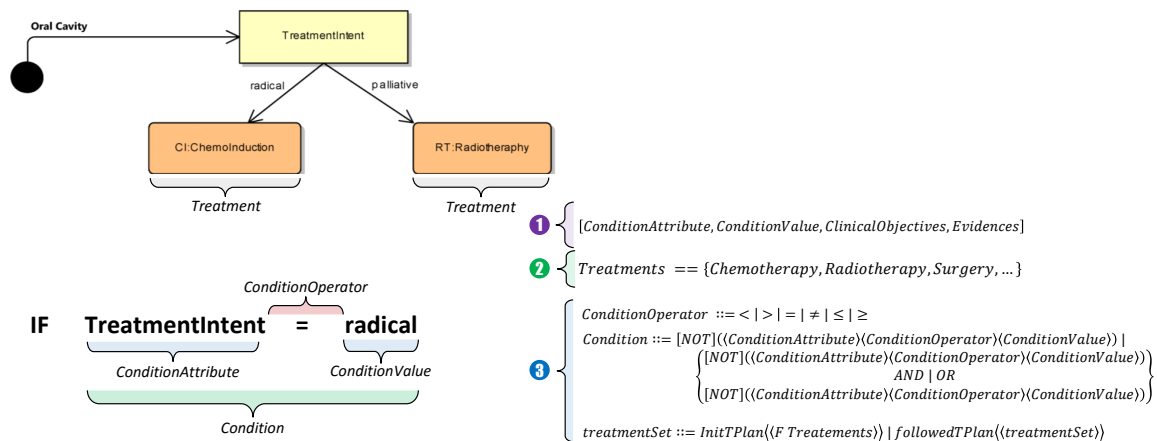 Oral Cavity
TreatmentIntent
radical
palliative
CI:ChemoInduction
RT:Radiotheraphy
Treatment
Treatment
1
[ConditionAttribute, ConditionValue, ClinicalObjectives, Evidences]
2
Treatments == {Chemotherapy, Radiotherapy, Surgery, ...}
ConditionOperator
IF TreatmentIntent = radical
ConditionAttribute
ConditionValue
Condition
3
ConditionOperator ::= < | > | = | ≠ | ≤ | ≥
Condition ::= [NOT](⟨ConditionAttribute⟩⟨ConditionOperator⟩⟨ConditionValue⟩) |
{[NOT](⟨ConditionAttribute⟩⟨ConditionOperator⟩⟨ConditionValue⟩)
AND | OR
[NOT](⟨ConditionAttribute⟩⟨ConditionOperator⟩⟨ConditionValue⟩)}
treatmentSet ::= InitTPlan⟨⟨F Treatements⟩⟩ | followedTPlan⟨⟨treatmentSet⟩⟩